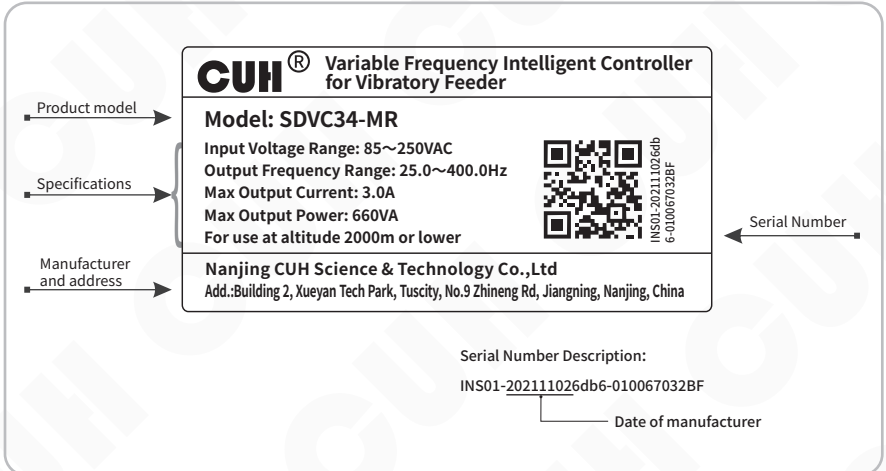 CUH® Variable Frequency Intelligent Controller
for Vibratory Feeder
Product model
Model: SDVC34-MR
Specifications
Input Voltage Range: 85～250VAC
Output Frequency Range: 25.0～400.0Hz
Max Output Current: 3.0A
Max Output Power: 660VA
For use at altitude 2000m or lower
INS01-202111026db
6-010067032BF
Serial Number
Manufacturer
and address
Nanjing CUH Science & Technology Co.,Ltd
Add.:Building 2, Xueyan Tech Park, Tuscity, No.9 Zhineng Rd, Jiangning, Nanjing, China
Serial Number Description:
INS01-202111026db6-010067032BF
Date of manufacturer